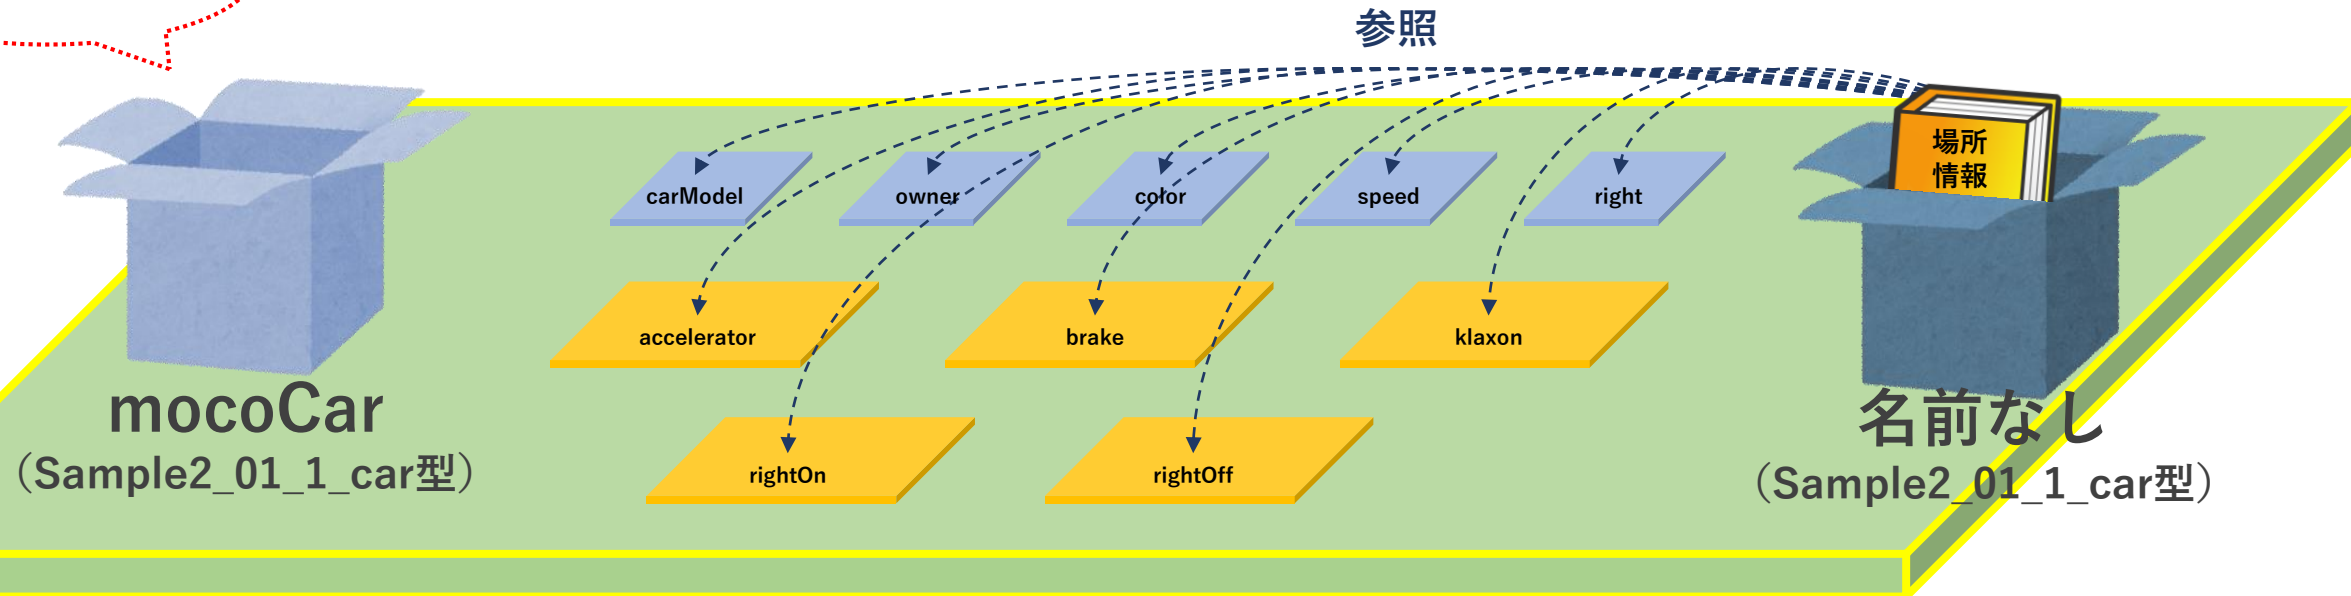 参照
場所
情報
carModel
owner
color
speed
right
accelerator
brake
klaxon
mocoCar
（Sample2_01_1_car型）
名前なし
（Sample2_01_1_car型）
rightOn
rightOff